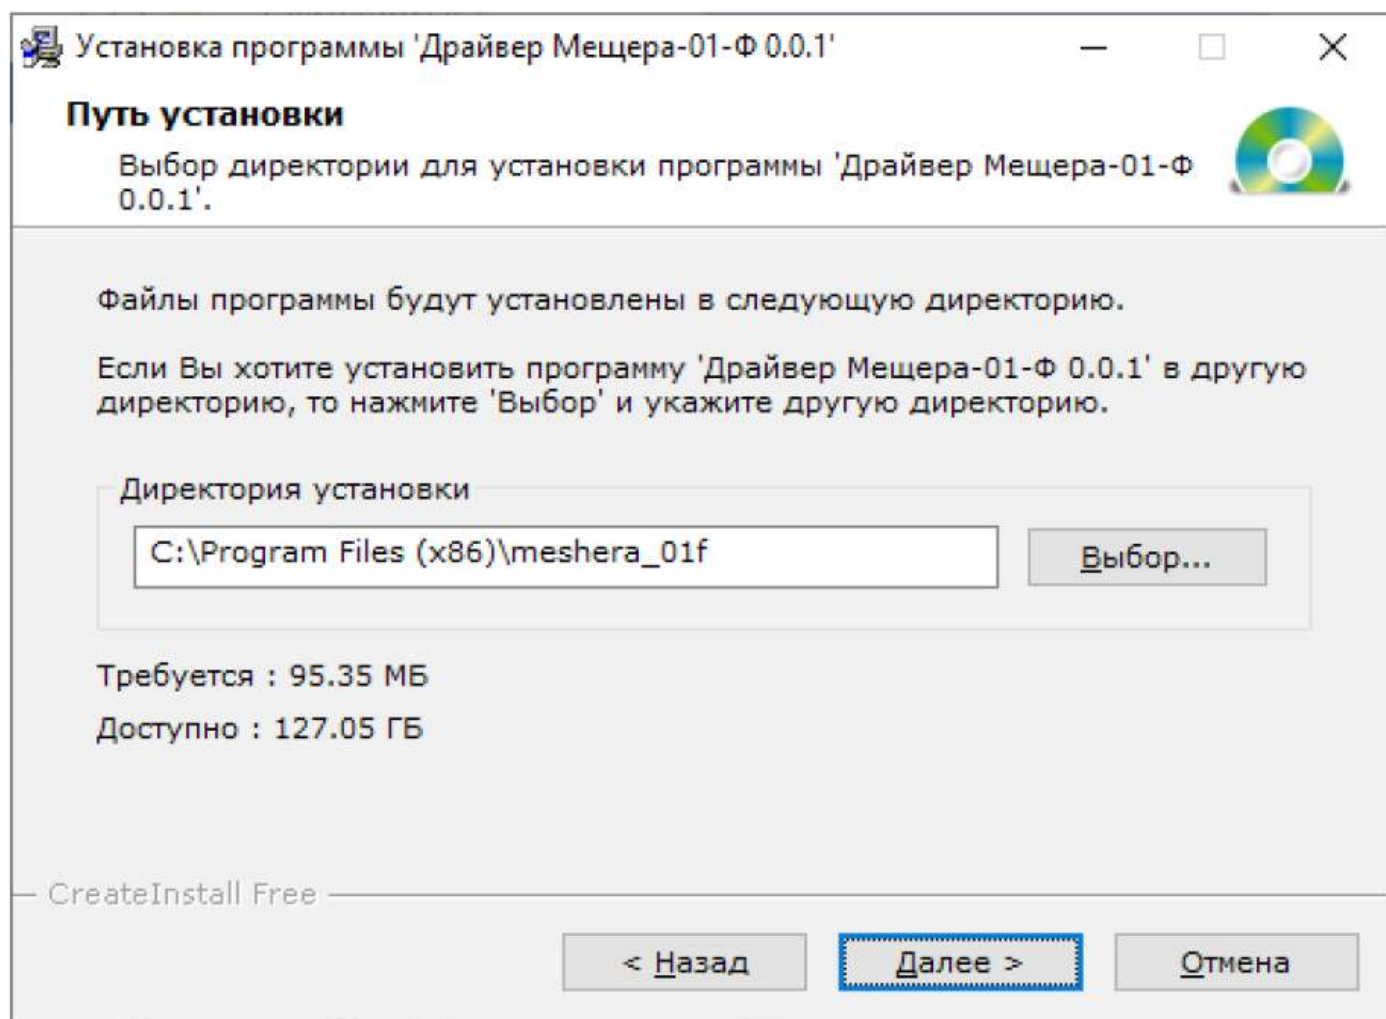 Установка программы 'Драйвер Мещера-01-Ф 0.0.1'
Путь установки
Выбор директории для установки программы 'Драйвер Мещера-01-Ф
0.0.1'.
Файлы программы будут установлены в следующую директорию.
Если Вы хотите установить программу 'Драйвер Мещера-01-Ф 0.0.1' в другую
директорию, то нажмите 'Выбор' и укажите другую директорию.
Директория установки
C:\Program Files (x86)\meshera_01f
Выбор...
Требуется : 95.35 МБ
Доступно : 127.05 ГБ
CreateInstall Free
< Назад
Далее >
Отмена